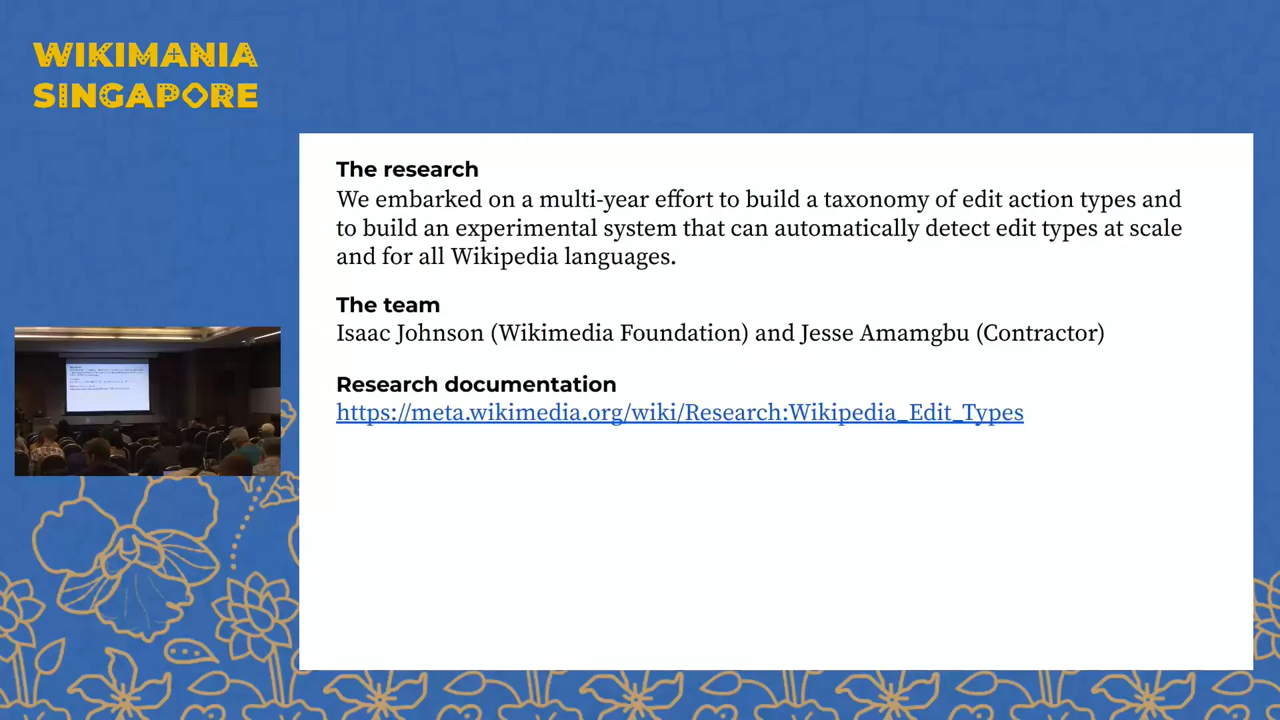 WIKIMANIA
SINGAPORE
The research
We embarked on a multi-year effort to build a taxonomy of edit action types and
to build an experimental system that can automatically detect edit types at scale
and for all Wikipedia languages.
The team
Isaac Johnson (Wikimedia Foundation) and Jesse Amamgbu (Contractor)
Research documentation
https://meta.wikimedia.org/wiki/Research:Wikipedia_Edit_Types